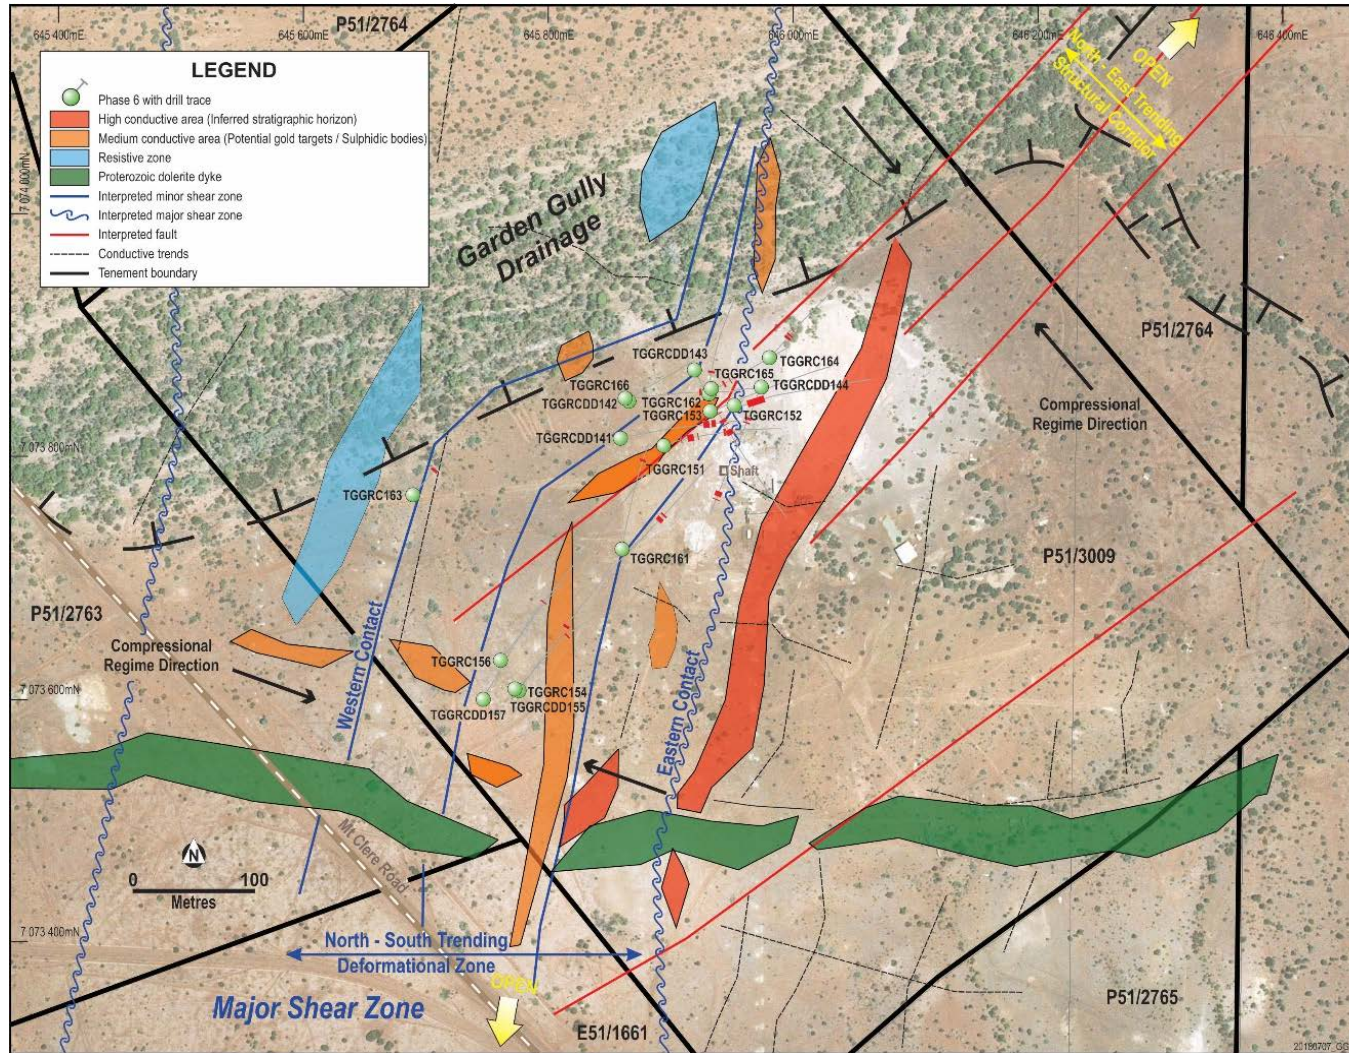 645 400mE
645 600mE
645 800mE
646 000mE
646 200mE
646 400mE
P51/2764
LEGEND
Phase 6 with drill trace
High conductive area (Inferred stratigraphic horizon)
Medium conductive area (Potential gold targets / Sulphidic bodies)
Resistive zone
Proterozoic dolerite dyke
Interpreted minor shear zone
Interpreted major shear zone
Interpreted fault
Conductive trends
Tenement boundary
OPEN
North - East Trending
Structural Corridor
7 074 000mN
Garden Gully
Drainage
P51/2764
TGGRCDD143
TGGRC164
TGGRC165
TGGRC166
TGGRCDD144
TGGRCDD142
TGGRC162
TGGRC153
TGGRC152
Compressional
Regime Direction
TGGRCDD141
7 073 800mN
TGGRC151
Shaft
TGGRC163
TGGRC161
P51/3009
P51/2763
Compressional
Regime Direction
Western Contact
TGGRC156
Eastern Contact
7 073 600mN
TGGRC154
TGGRCDD155
TGGRCDD157
Mt Clere Road
N
0 100
Metres
7 073 400mN
North - South Trending
Deformational Zone
OPEN
Major Shear Zone
P51/2765
E51/1661